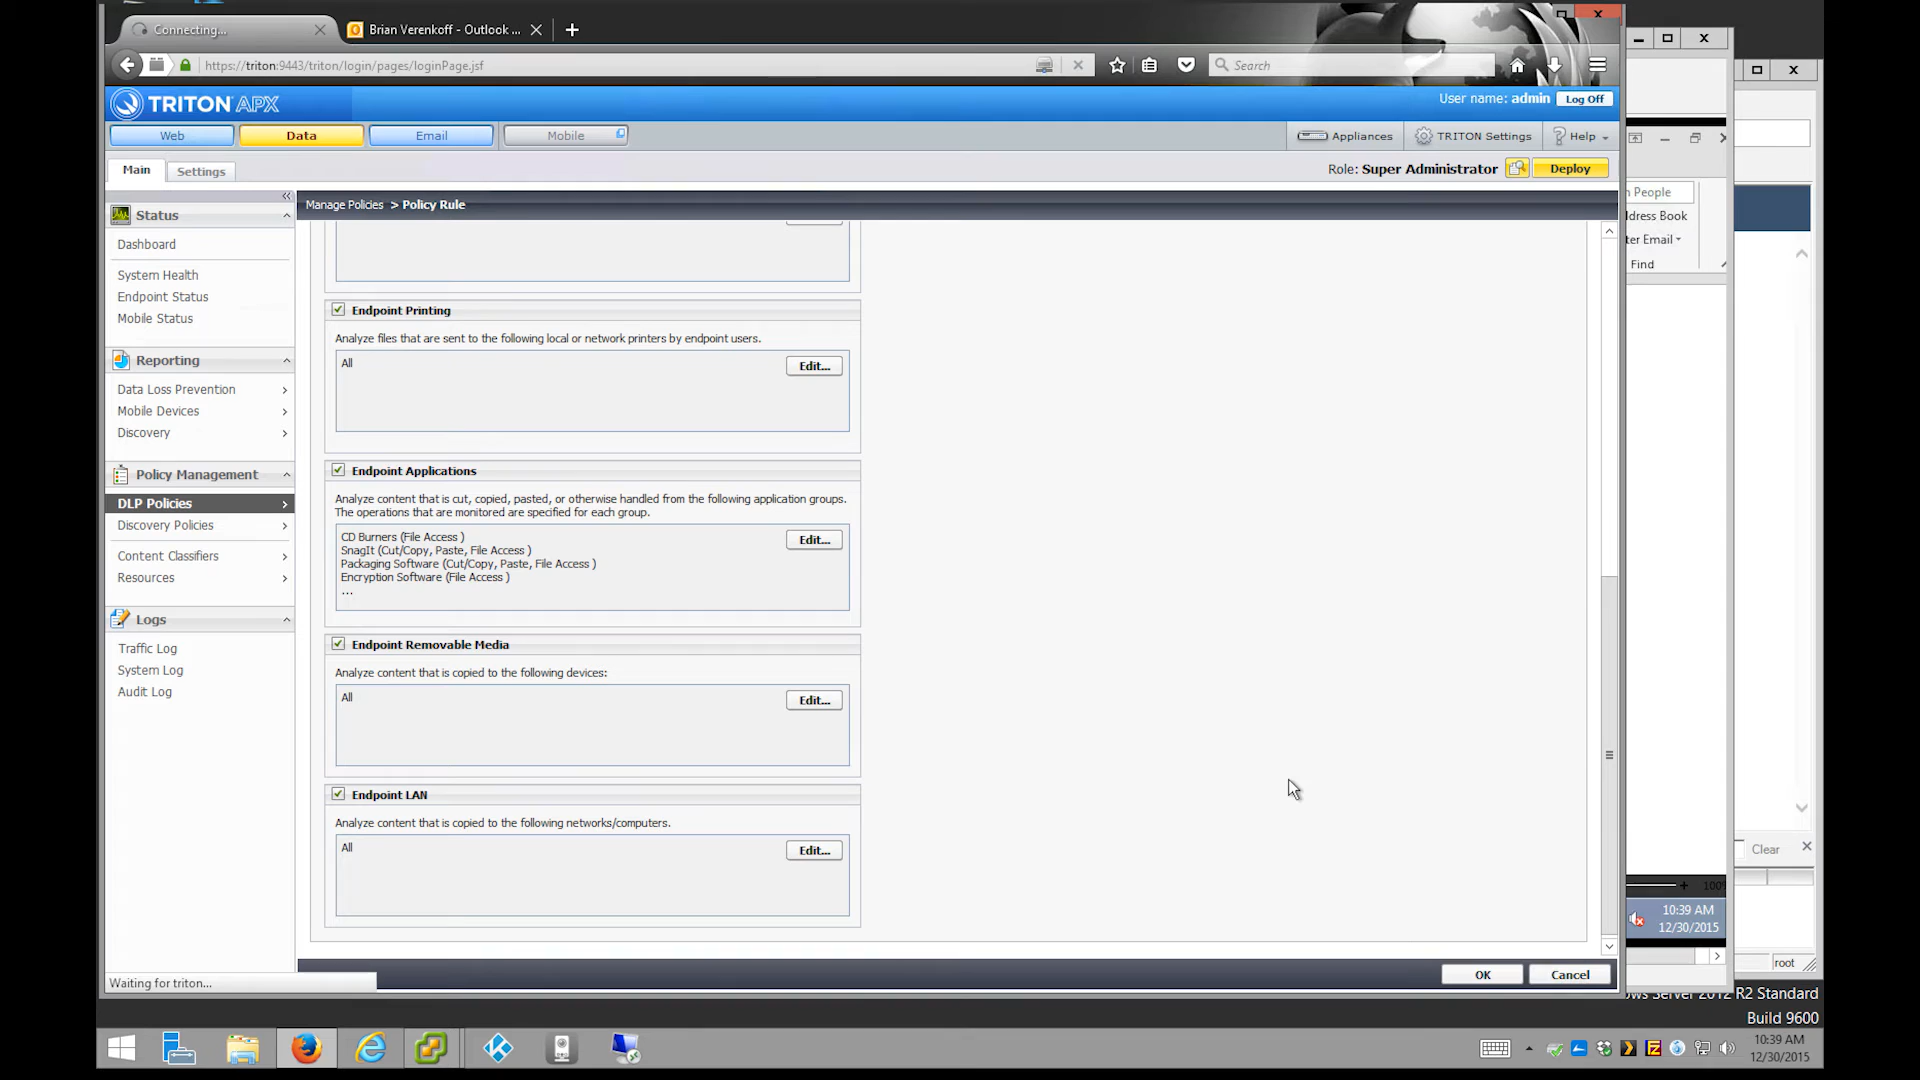 Connecting...
Brian Verenkoff - Outlook ...
https://triton:9443/triton/login/pages/loginPage.jsf
Search
TRITON APX
User name: admin
Log Off
Web
Data
Email
Mobile
Appliances
TRITON Settings
Help
Main
Settings
Role: Super Administrator
Deploy
Manage Policies > Policy Rule
Status
Dashboard
System Health
Endpoint Status
Mobile Status
Reporting
Data Loss Prevention
Mobile Devices
Discovery
Policy Management
DLP Policies
Discovery Policies
Content Classifiers
Resources
Logs
Traffic Log
System Log
Audit Log
Waiting for triton...
Endpoint Printing
Analyze files that are sent to the following local or network printers by endpoint users.
All
Edit...
Endpoint Applications
Analyze content that is cut, copied, pasted, or otherwise handled from the following application groups.
The operations that are monitored are specified for each group.
CD Burners (File Access )
SnagIt (Cut/Copy, Paste, File Access )
Packaging Software (Cut/Copy, Paste, File Access )
Encryption Software (File Access )
...
Edit...
Endpoint Removable Media
Analyze content that is copied to the following devices:
All
Edit...
Endpoint LAN
Analyze content that is copied to the following networks/computers.
All
Edit...
OK
Cancel
h People
ddress Book
ter Email
Find
Clear
100
10:39 AM
12/30/2015
root
ows Server 2012 R2 Standard
Build 9600
10:39 AM
12/30/2015